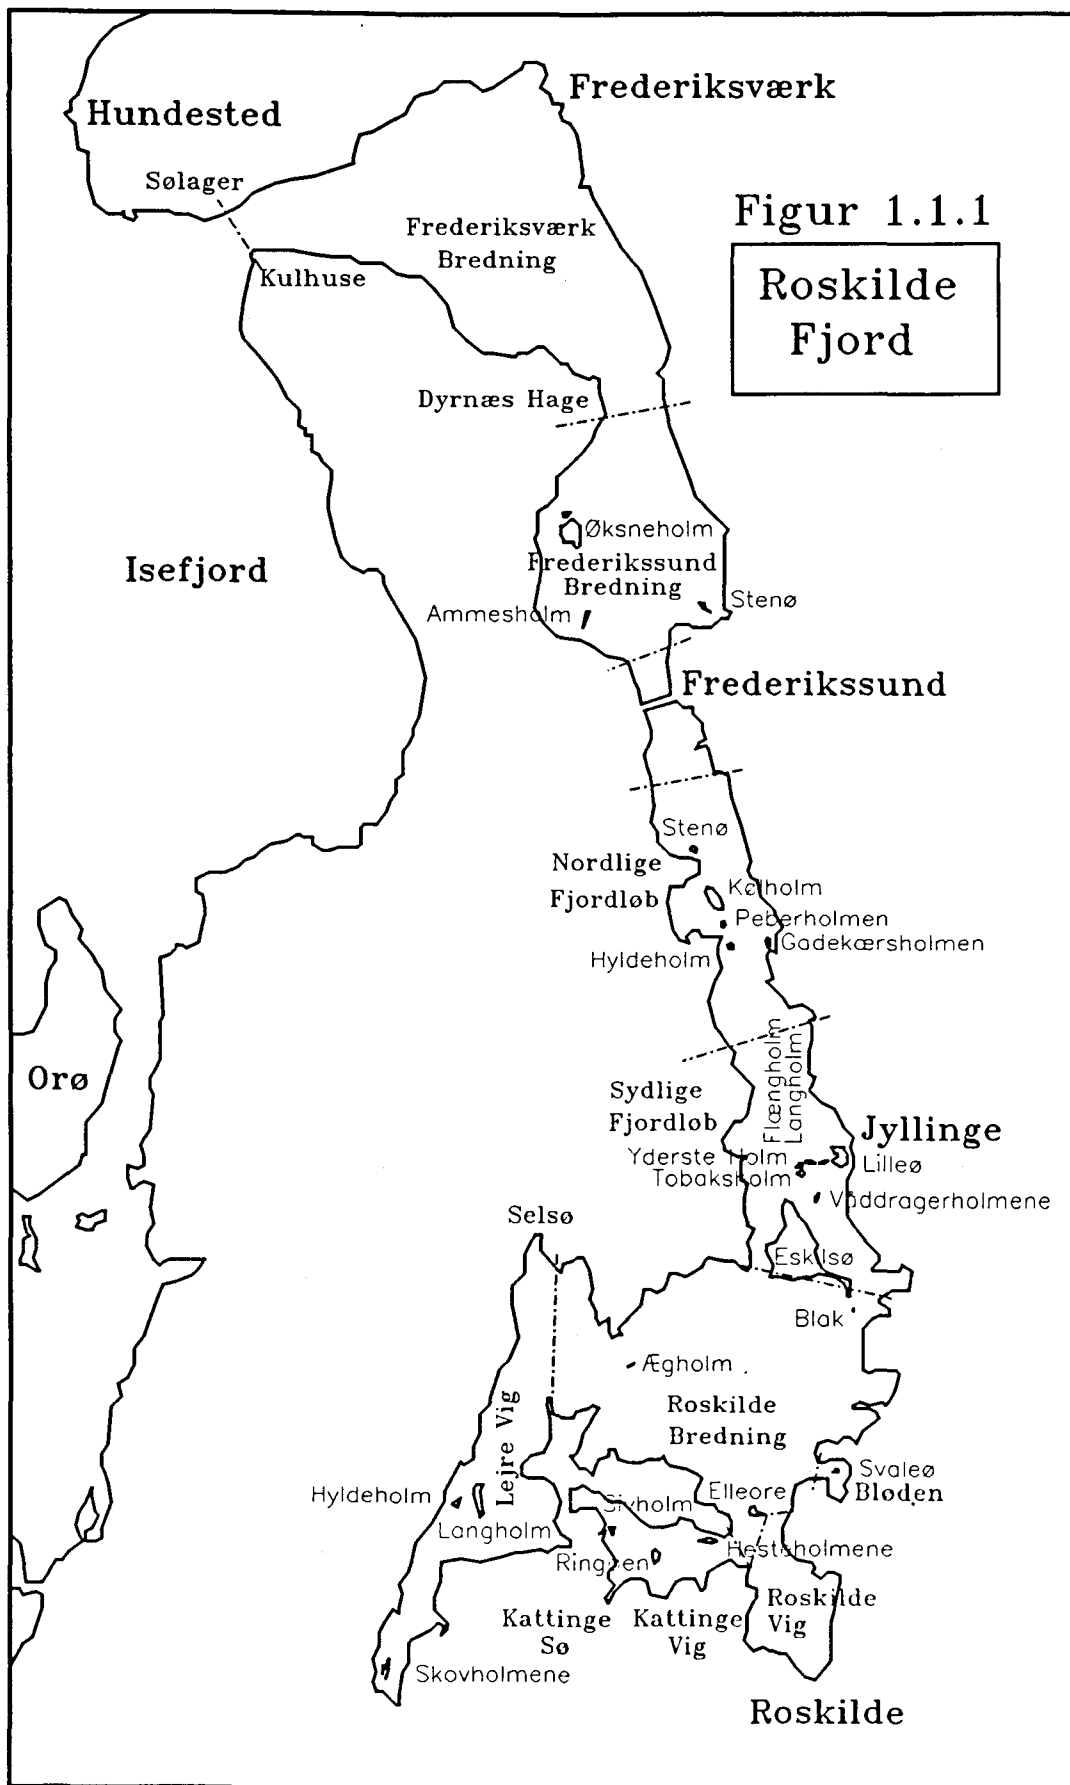 Frederiksværk
Hundested
Sølager
Figur 1.1.1
Frederiksværk
Bredning
Kulhuse
Roskilde
Fjord
Dyrnæs Hage
Øksneholm
Frederikssund
Bredning
Isefjord
Stenø
Ammesholm
Frederikssund
Stenø
Nordlige
Fjordløb
Kølholm
Peberholmen
Gadekærsholmen
Hyldeholm
Flængholm
Langholm
Orø
Sydlige
Fjordløb
Jyllinge
Yderste Holm
Lilleø
Tobaksholm
Vaddragerholmene
Selsø
Eskilsø
Blak
Ægholm
Roskilde
Bredning
Lejre Vig
Svaleø
Bløden
Elleore
Hyldeholm
Sivholm
Langholm
Hestehol­mene
Ringøen
Roskilde
Vig
Kattinge
Sø
Kattinge
Vig
Skovholmene
Roskilde